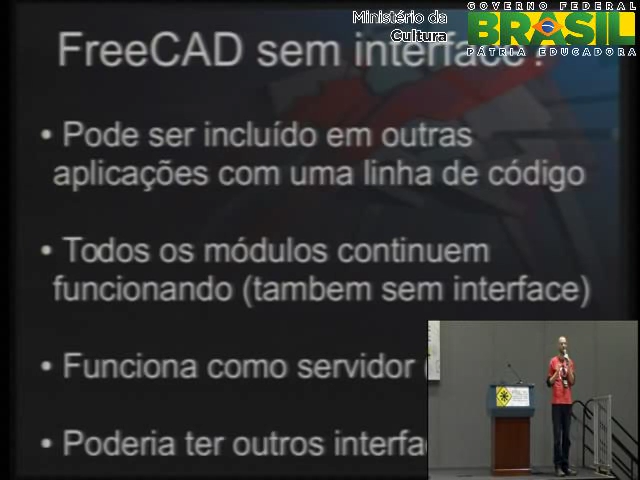 Ministério da
Cultura
GOVERNO FEDERAL
BRASIL
PÁTRIA EDUCADORA
FreeCAD sem interface?
• Pode ser incluído em outras
aplicações com uma linha de código
• Todos os módulos continuem
funcionando (tambem sem interface)
• Funciona como servidor
• Poderia ter outros